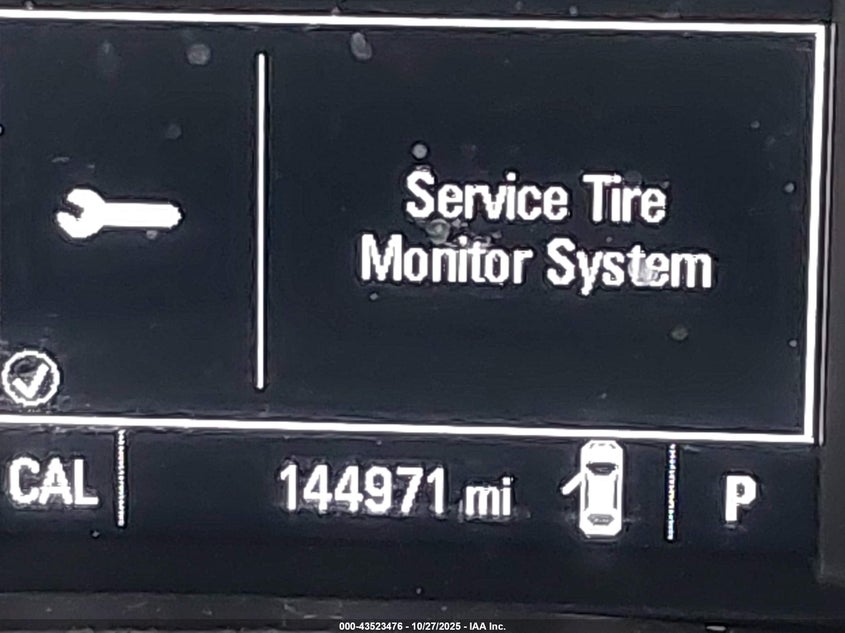 Service Tire
Monitor System
CAL
144971 mi
P
000-43523476 - 10/27/2025 - IAA Inc.